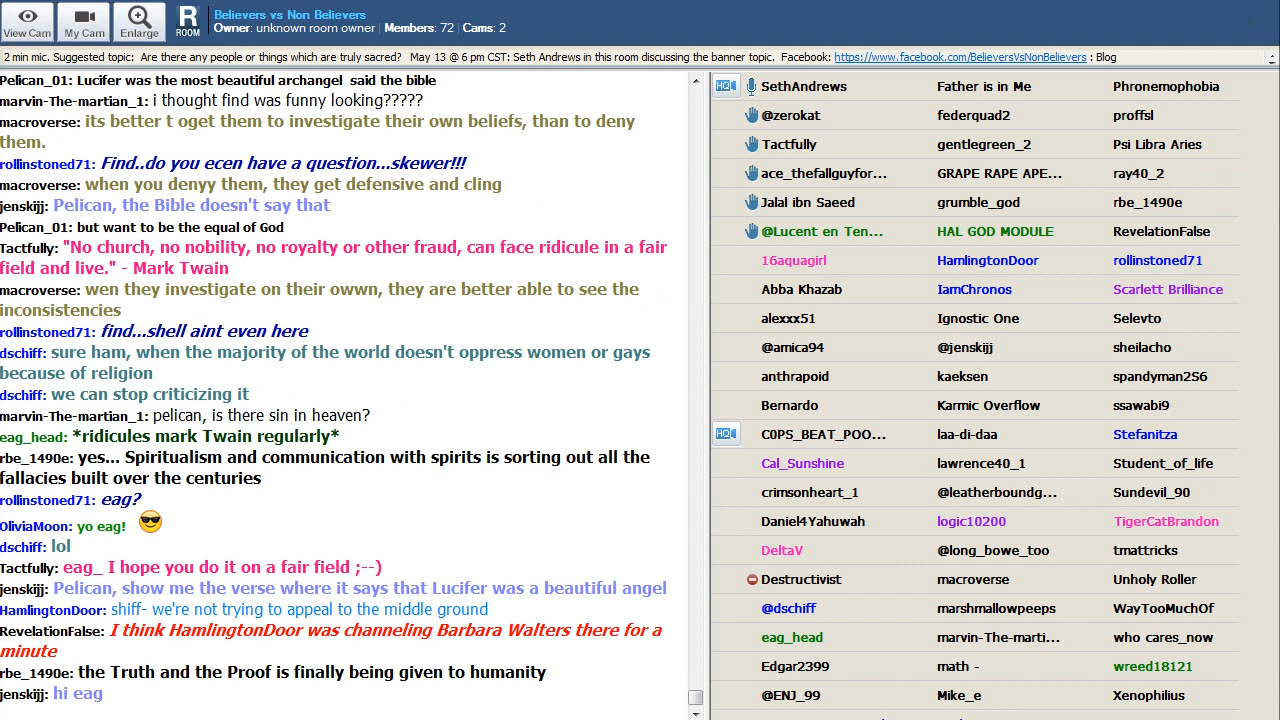 View Cam
My Cam
Enlarge
R
ROOM
Believers vs Non Believers
Owner: unknown room owner | Members: 72 | Cams: 2
2 min mic. Suggested topic: Are there any people or things which are truly sacred? May 13 @ 6 pm CST: Seth Andrews in this room discussing the banner topic. Facebook: https://www.facebook.com/BelieversVsNonBelievers : Blog
Pelican_01: Lucifer was the most beautiful archangel said the bible
marvin-The-martian_1: i thought find was funny looking?????
macroverse: its better t oget them to investigate their own beliefs, than to deny
them.
rollinstoned71: Find..do you ecen have a question...skewer!!!
macroverse: when you denyy them, they get defensive and cling
jenskijj: Pelican, the Bible doesn't say that
Pelican_01: but want to be the equal of God
Tactfully: "No church, no nobility, no royalty or other fraud, can face ridicule in a fair
field and live." - Mark Twain
macroverse: wen they investigate on their owwn, they are better able to see the
inconsistencies
rollinstoned71: find...shell aint even here
dschiff: sure ham, when the majority of the world doesn't oppress women or gays
because of religion
dschiff: we can stop criticizing it
marvin-The-martian_1: pelican, is there sin in heaven?
eag_head: *ridicules mark Twain regularly*
rbe_1490e: yes... Spiritualism and communication with spirits is sorting out all the
fallacies built over the centuries
rollinstoned71: eag?
OliviaMoon: yo eag!
dschiff: lol
Tactfully: eag_ I hope you do it on a fair field ;--)
jenskijj: Pelican, show me the verse where it says that Lucifer was a beautiful angel
HamlingtonDoor: shiff- we're not trying to appeal to the middle ground
RevelationFalse: I think HamlingtonDoor was channeling Barbara Walters there for a
minute
rbe_1490e: the Truth and the Proof is finally being given to humanity
jenskijj: hi eag
HQ SethAndrews Father is in Me Phronemophobia
@zerokat federquad2 proffsl
Tactfully gentlegreen_2 Psi Libra Aries
ace_thefallguyfor... GRAPE RAPE APE... ray40_2
Jalal ibn Saeed grumble_god rbe_1490e
@Lucent en Ten... HAL GOD MODULE RevelationFalse
16aquagirl HamlingtonDoor rollinstoned71
Abba Khazab IamChronos Scarlett Brilliance
alexxx51 Ignostic One Selevto
@amica94 @jenskijj sheilacho
anthrapoid kaeksen spandyman2S6
Bernardo Karmic Overflow ssawabi9
HQ C0PS_BEAT_POO... laa-di-daa Stefanitza
Cal_Sunshine lawrence40_1 Student_of_life
crimsonheart_1 @leatherboundg... Sundevil_90
Daniel4Yahuwah logic10200 TigerCatBrandon
DeltaV @long_bowe_too tmattricks
Destructivist macroverse Unholy Roller
@dschiff marshmallowpeeps WayTooMuchOf
eag_head marvin-The-marti... who cares_now
Edgar2399 math - wreed18121
@ENJ_99 Mike_e Xenophilius